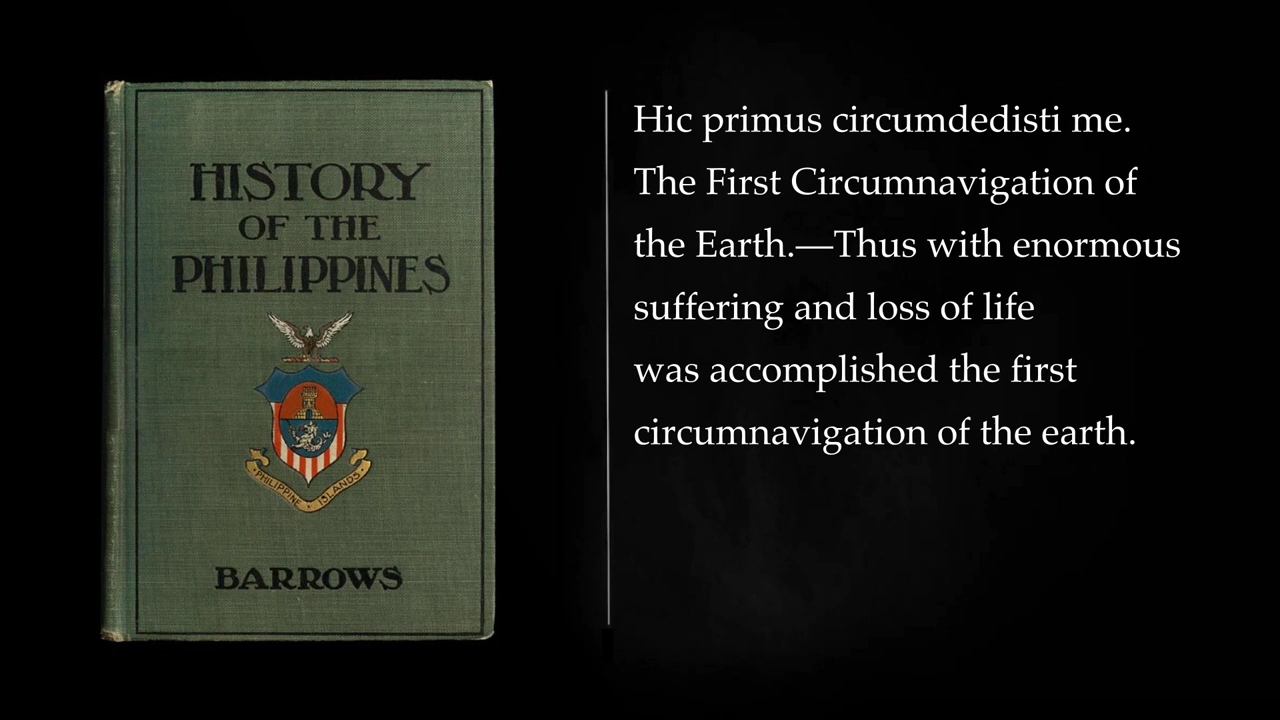 HISTORY
OF THE
PHILIPPINES
PHILIPPINE ISLANDS
BARROWS
Hic primus circumdedisti me.
The First Circumnavigation of
the Earth.—Thus with enormous
suffering and loss of life
was accomplished the first
circumnavigation of the earth.